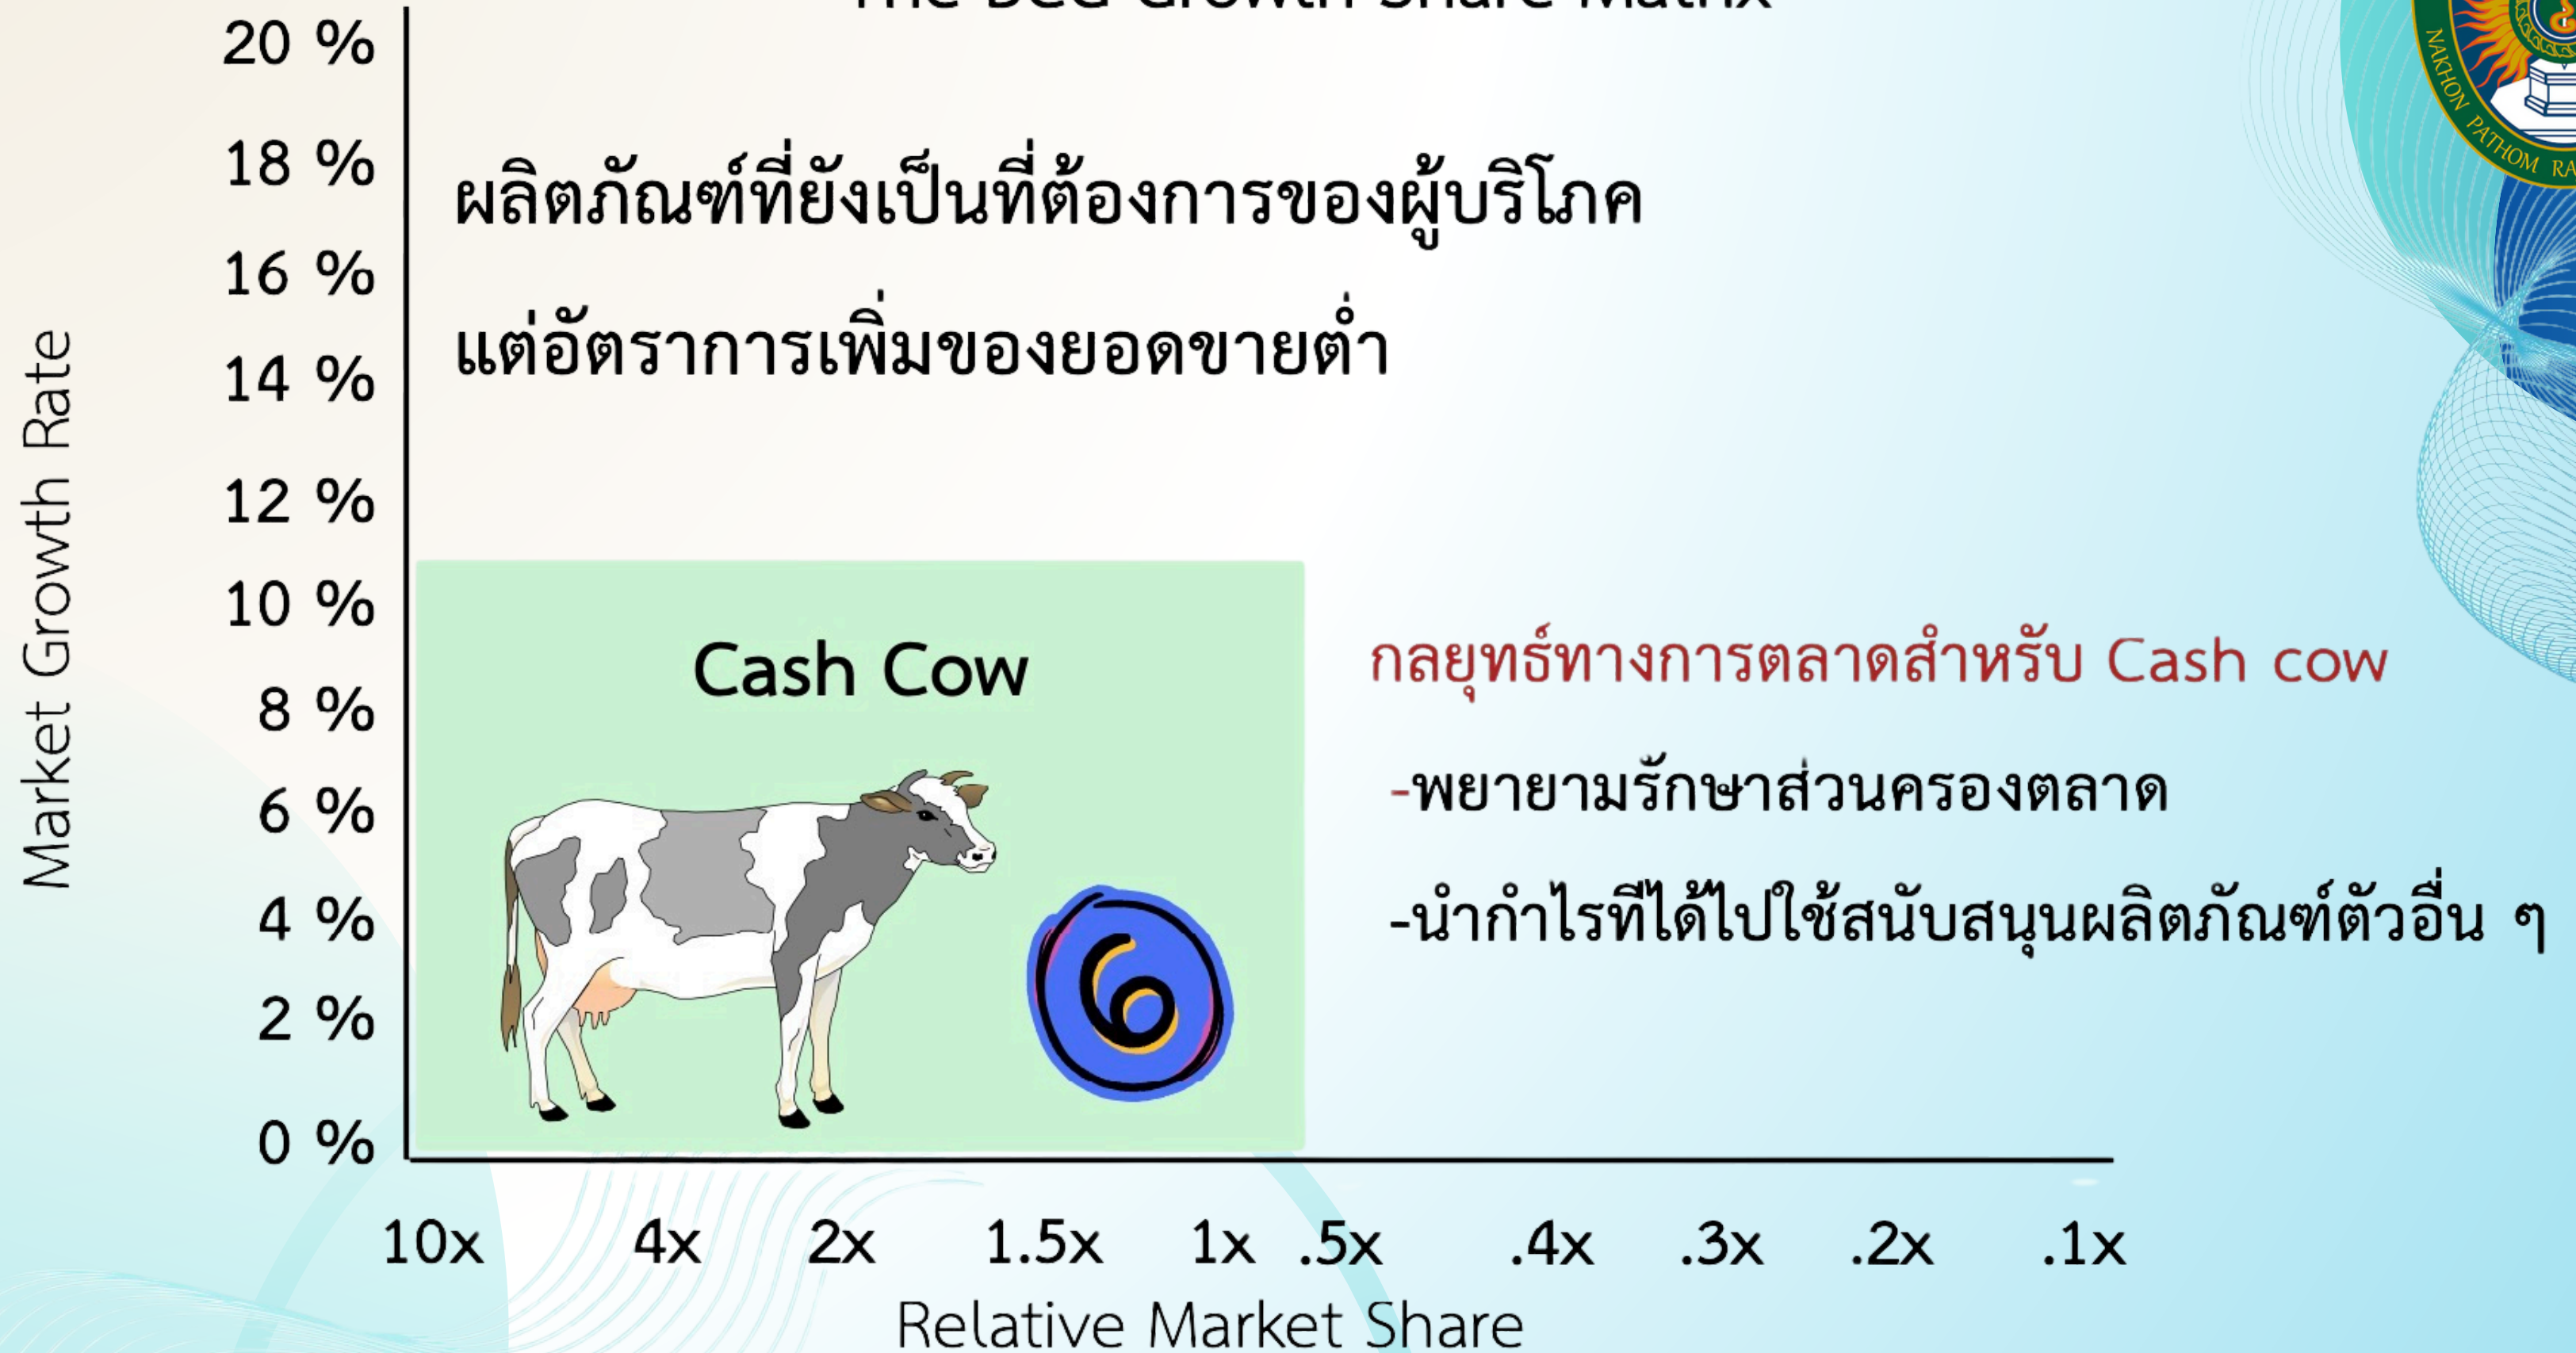 The BCG Growth Share Matrix
20 %
18 %
16 %
14 %
12 %
10 %
8 %
6 %
4 %
2 %
0 %
Market Growth Rate
ผลิตภัณฑ์ที่ยังเป็นที่ต้องการของผู้บริโภค
แต่อัตราการเพิ่มของยอดขายต่ำ
Cash Cow
6
กลยุทธ์ทางการตลาดสำหรับ Cash cow
-พยายามรักษาส่วนครองตลาด
-นำกำไรที่ได้ไปใช้สนับสนุนผลิตภัณฑ์ตัวอื่น ๆ
10x 4x 2x 1.5x 1x .5x .4x .3x .2x .1x
Relative Market Share
NAKHON PATHOM